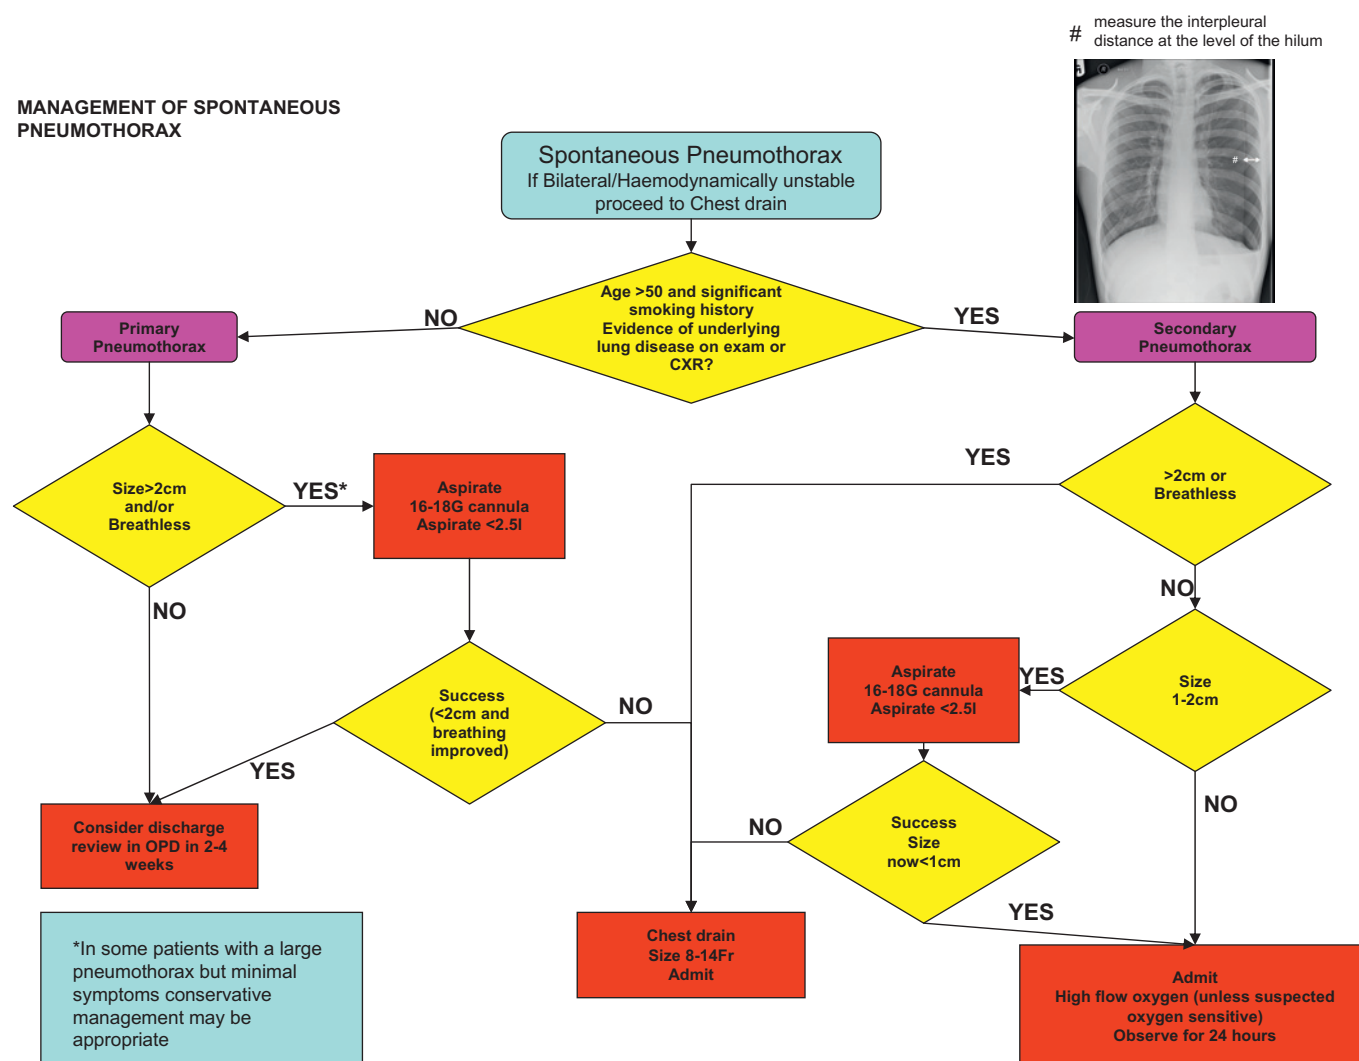 # measure the interpleural
distance at the level of the hilum
MANAGEMENT OF SPONTANEOUS
PNEUMOTHORAX
Spontaneous Pneumothorax
If Bilateral/Haemodynamically unstable
proceed to Chest drain
#
Age >50 and significant
smoking history
Evidence of underlying
lung disease on exam or
CXR?
NO
YES
Primary
Pneumothorax
Secondary
Pneumothorax
Size>2cm
and/or
Breathless
YES*
Aspirate
16-18G cannula
Aspirate <2.5l
YES
>2cm or
Breathless
NO
NO
Success
(<2cm and
breathing
improved)
NO
YES
Aspirate
16-18G cannula
Aspirate <2.5l
YES
Size
1-2cm
NO
Consider discharge
review in OPD in 2-4
weeks
NO
Success
Size
now<1cm
YES
*In some patients with a large
pneumothorax but minimal
symptoms conservative
management may be
appropriate
Chest drain
Size 8-14Fr
Admit
Admit
High flow oxygen (unless suspected
oxygen sensitive)
Observe for 24 hours